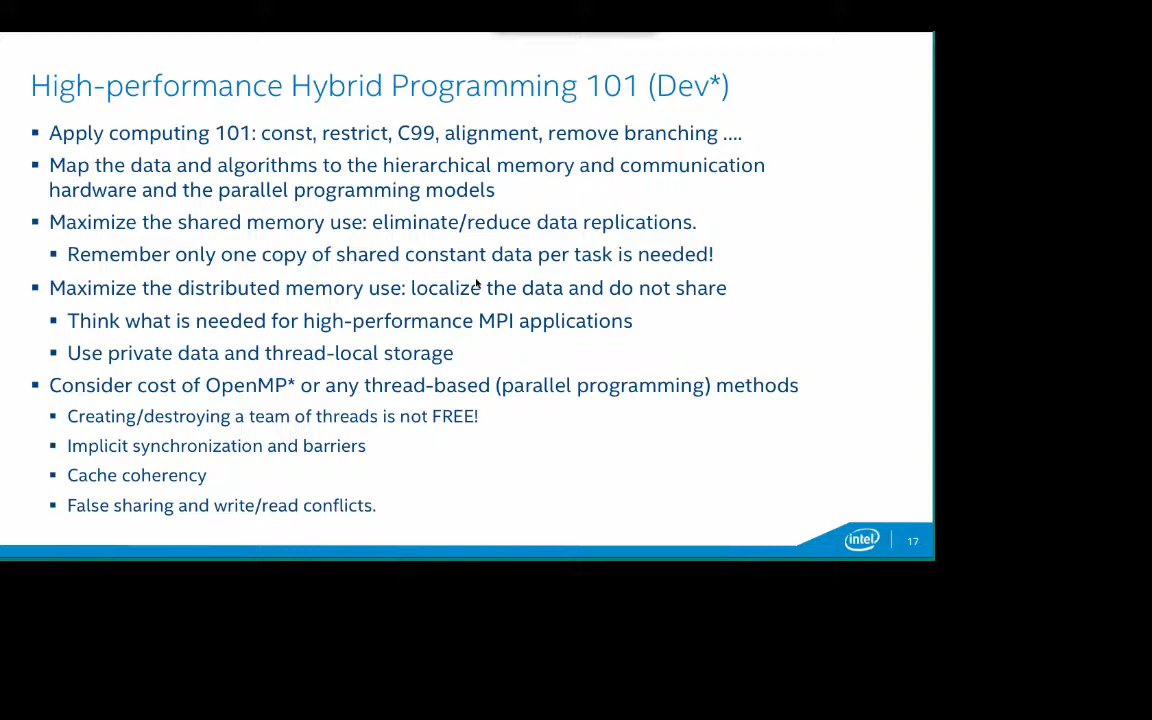 High-performance Hybrid Programming 101 (Dev*)
▪ Apply computing 101: const, restrict, C99, alignment, remove branching ....
▪ Map the data and algorithms to the hierarchical memory and communication
hardware and the parallel programming models
▪ Maximize the shared memory use: eliminate/reduce data replications.
▪ Remember only one copy of shared constant data per task is needed!
▪ Maximize the distributed memory use: localize the data and do not share
▪ Think what is needed for high-performance MPI applications
▪ Use private data and thread-local storage
▪ Consider cost of OpenMP* or any thread-based (parallel programming) methods
▪ Creating/destroying a team of threads is not FREE!
▪ Implicit synchronization and barriers
▪ Cache coherency
▪ False sharing and write/read conflicts.
intel
17